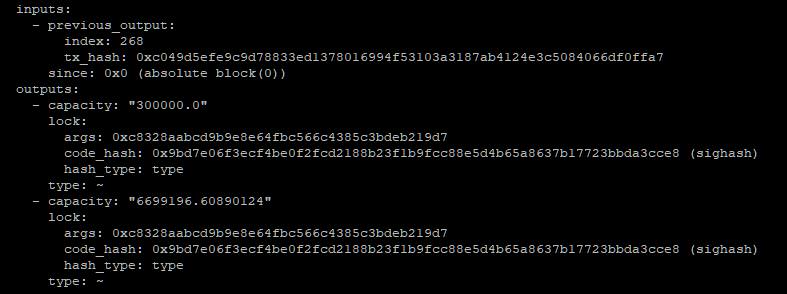 inputs:
- previous_output:
index: 268
tx_hash: 0xc049d5efe9c9d78833ed1378016994f53103a3187ab4124e3c5084066df0ffa7
since: 0x0 (absolute block(0))
outputs:
- capacity: "300000.0"
lock:
args: 0xc8328aabcd9b9e8e64fbc566c4385c3bdeb219d7
code_hash: 0x9bd7e06f3ecf4be0f2fcd2188b23f1b9fcc88e5d4b65a8637b17723bbda3cce8 (sighash)
hash_type: type
type: ~
- capacity: "6699196.60890124"
lock:
args: 0xc8328aabcd9b9e8e64fbc566c4385c3bdeb219d7
code_hash: 0x9bd7e06f3ecf4be0f2fcd2188b23f1b9fcc88e5d4b65a8637b17723bbda3cce8 (sighash)
hash_type: type
type: ~